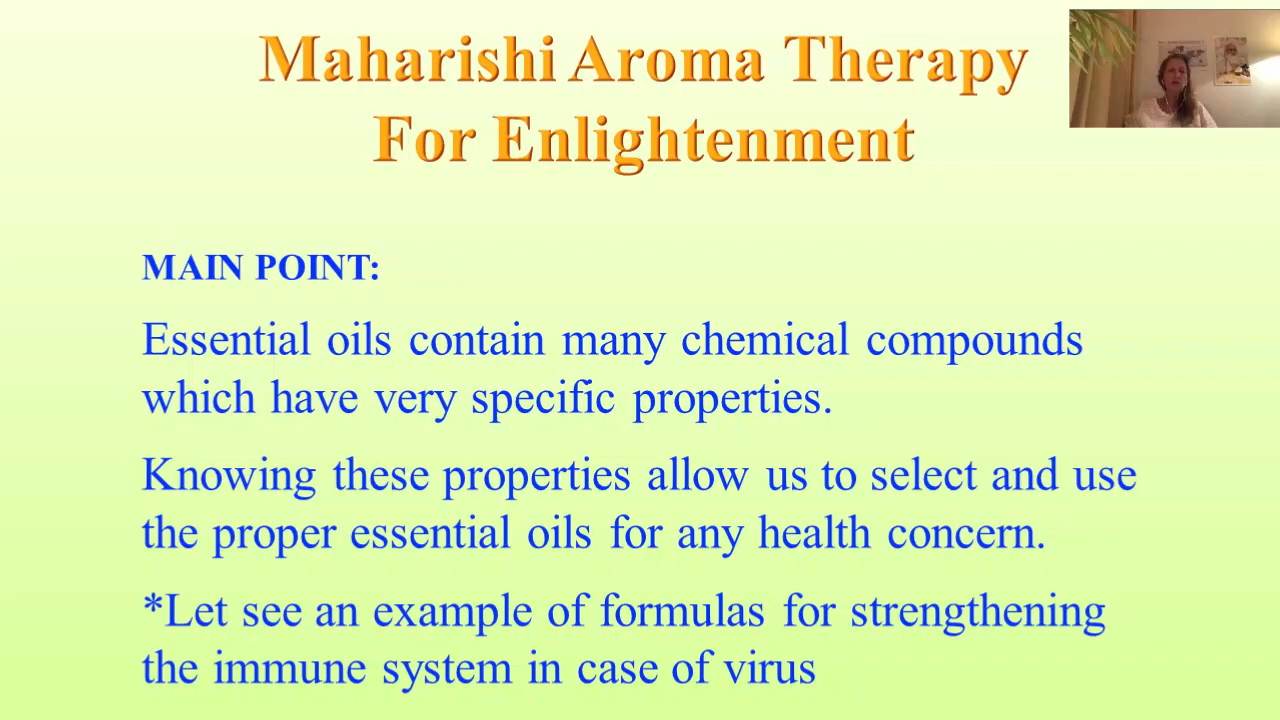 Maharishi Aroma Therapy
For Enlightenment
MAIN POINT:
Essential oils contain many chemical compounds
which have very specific properties.
Knowing these properties allow us to select and use
the proper essential oils for any health concern.
*Let see an example of formulas for strengthening
the immune system in case of virus